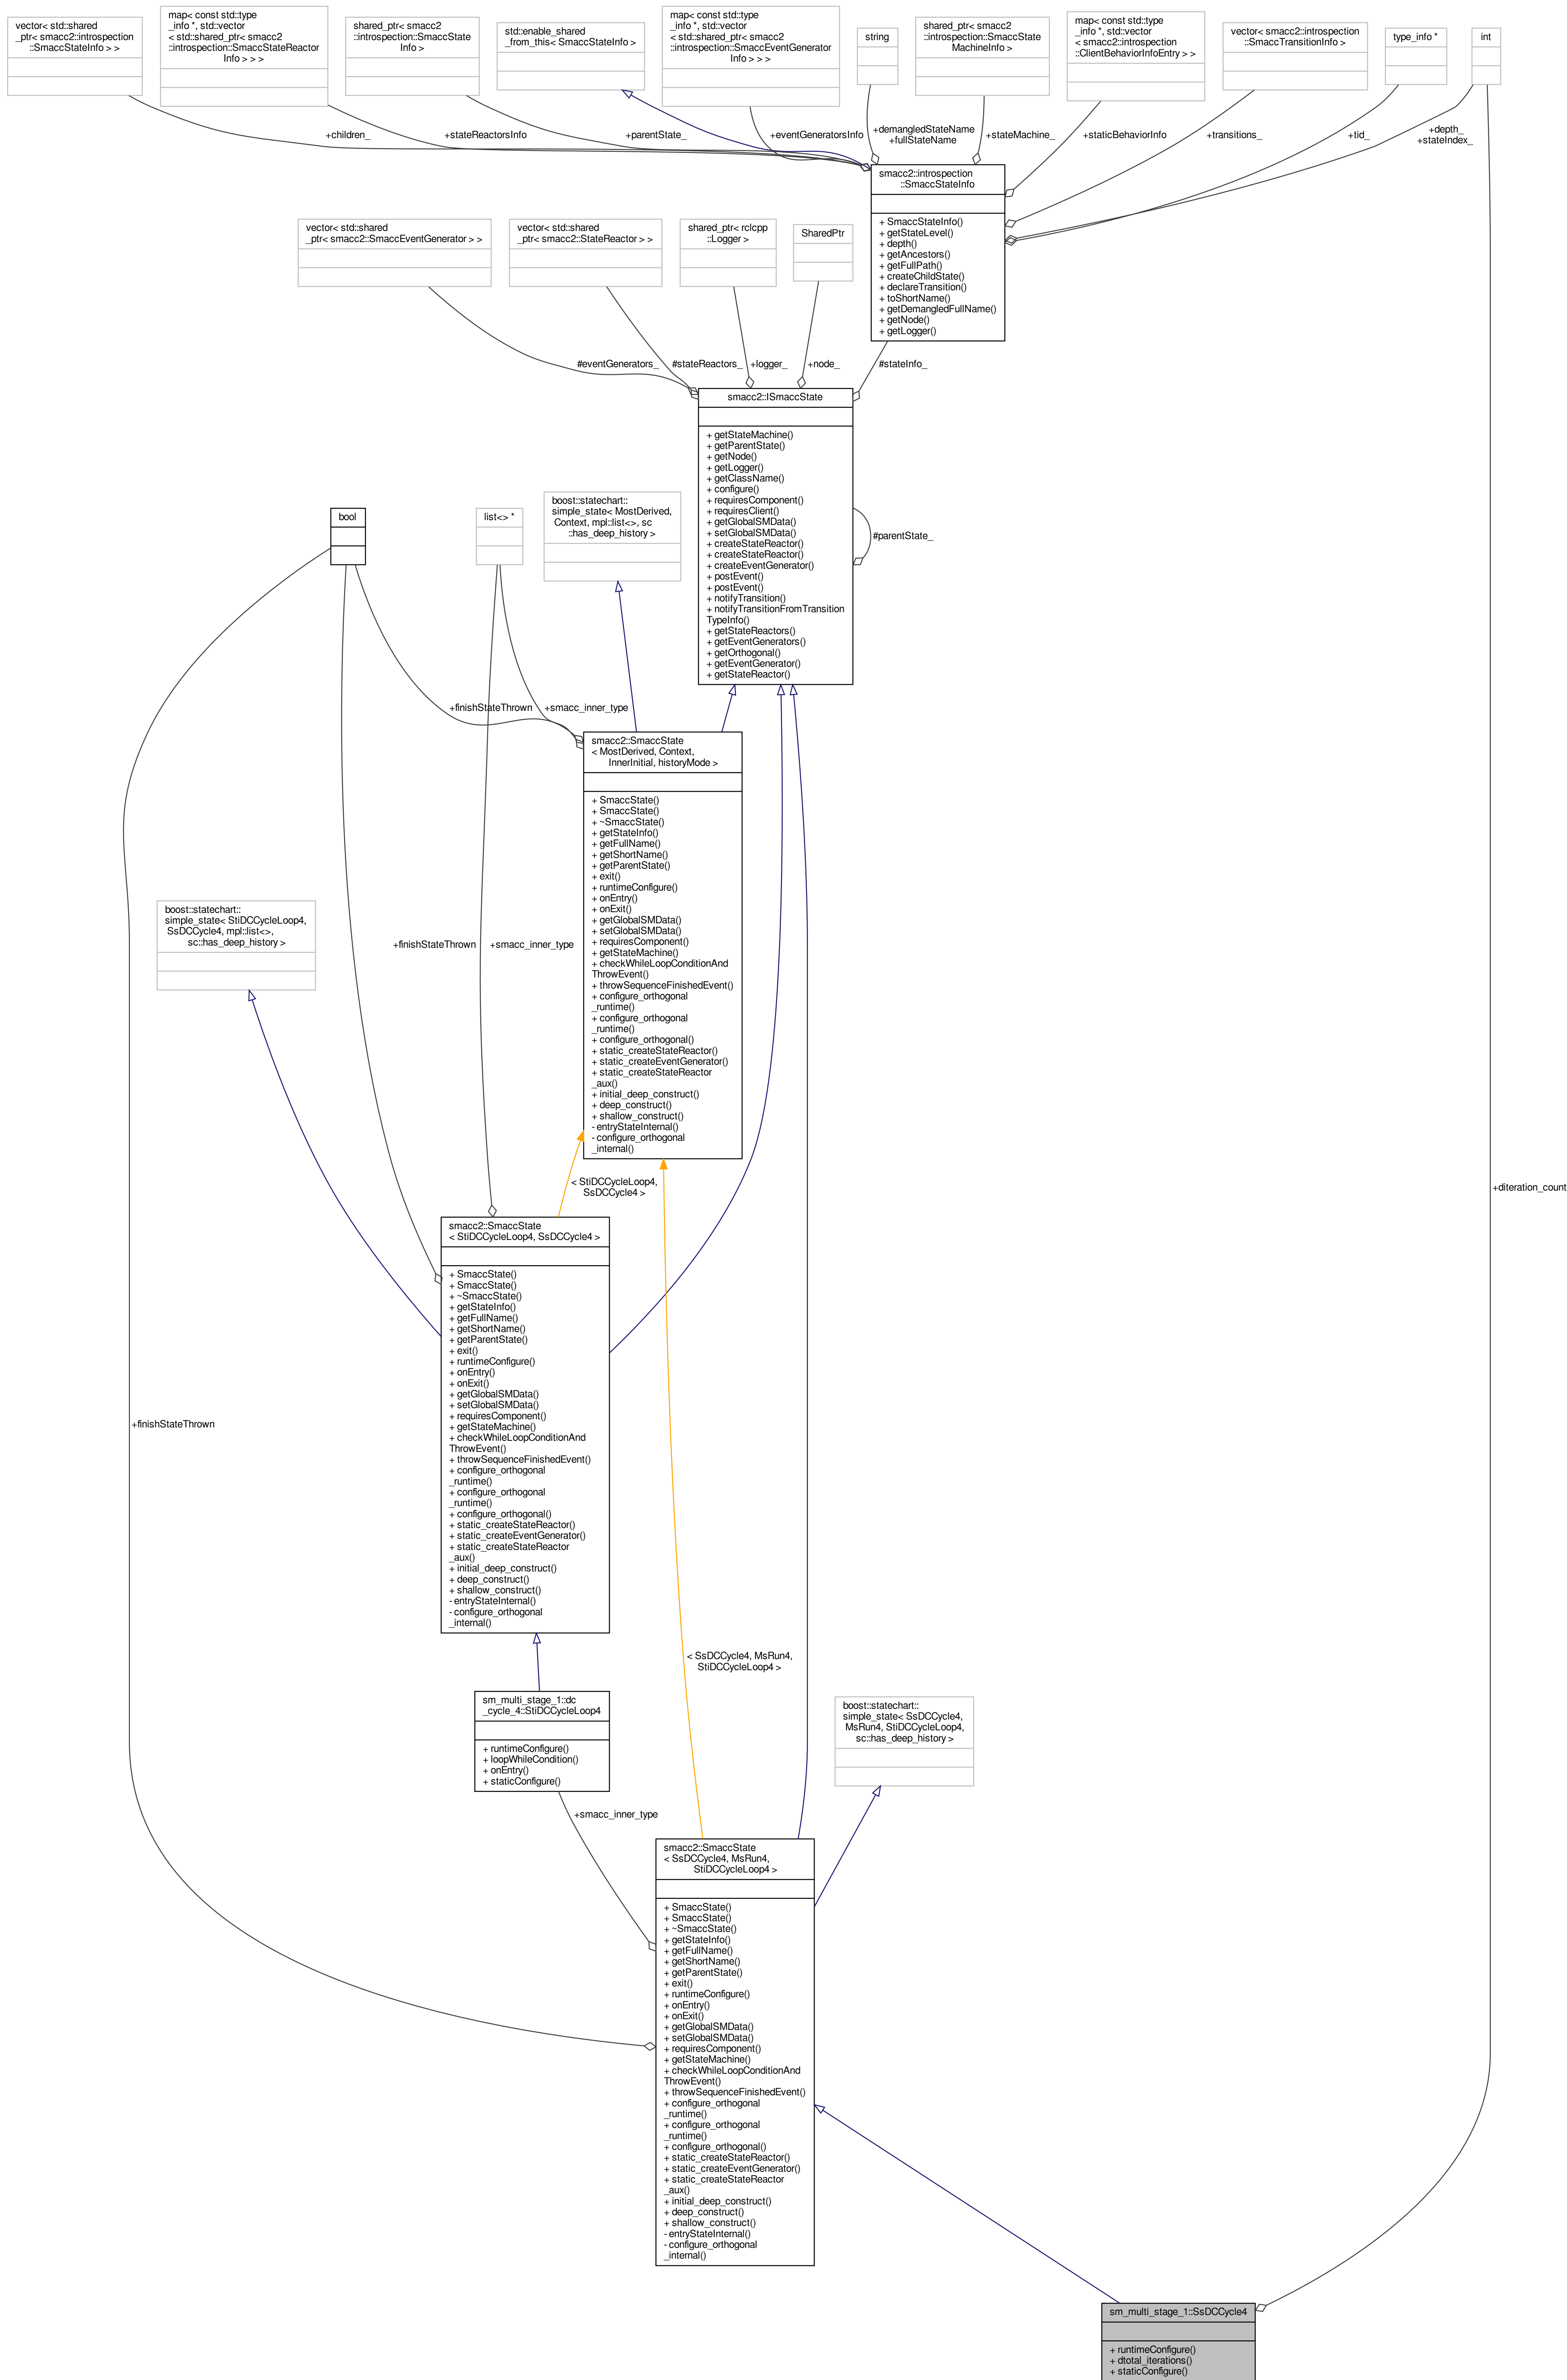 vector< std::shared
_ptr< smacc2::introspection
::SmaccStateInfo > >
map< const std::type
_info *, std::vector
< std::shared_ptr< smacc2
::introspection::SmaccStateReactor
Info > > >
shared_ptr< smacc2
::introspection::SmaccState
Info >
std::enable_shared
_from_this< SmaccStateInfo >
map< const std::type
_info *, std::vector
< std::shared_ptr< smacc2
::introspection::SmaccEventGenerator
Info > > >
string
shared_ptr< smacc2
::introspection::SmaccState
MachineInfo >
map< const std::type
_info *, std::vector
< smacc2::introspection
::ClientBehaviorInfoEntry > >
vector< smacc2::introspection
::SmaccTransitionInfo >
type_info *
int
+children_
+stateReactorsInfo
+parentState_
+eventGeneratorsInfo
+demangledStateName
+fullStateName
+stateMachine_
+staticBehaviorInfo
+transitions_
+tid_
+depth_
+stateIndex_
smacc2::introspection
::SmaccStateInfo
+ SmaccStateInfo()
+ getStateLevel()
+ depth()
+ getAncestors()
+ getFullPath()
+ createChildState()
+ declareTransition()
+ toShortName()
+ getDemangledFullName()
+ getNode()
+ getLogger()
vector< std::shared
_ptr< smacc2::SmaccEventGenerator > >
vector< std::shared
_ptr< smacc2::StateReactor > >
shared_ptr< rclcpp
::Logger >
SharedPtr
#eventGenerators_
#stateReactors_
+logger_
+node_
#stateInfo_
smacc2::ISmaccState
+ getStateMachine()
+ getParentState()
+ getNode()
+ getLogger()
+ getClassName()
+ configure()
+ requiresComponent()
+ requiresClient()
+ getGlobalSMData()
+ setGlobalSMData()
+ createStateReactor()
+ createStateReactor()
+ createEventGenerator()
+ postEvent()
+ postEvent()
+ notifyTransition()
+ notifyTransitionFromTransition
TypeInfo()
+ getStateReactors()
+ getEventGenerators()
+ getOrthogonal()
+ getEventGenerator()
+ getStateReactor()
#parentState_
bool
list<> *
boost::statechart::
simple_state< MostDerived,
Context, mpl::list<>, sc
::has_deep_history >
+finishStateThrown
+smacc_inner_type
smacc2::SmaccState
< MostDerived, Context,
InnerInitial, historyMode >
+ SmaccState()
+ SmaccState()
+ ~SmaccState()
+ getStateInfo()
+ getFullName()
+ getShortName()
+ getParentState()
+ exit()
+ runtimeConfigure()
+ onEntry()
+ onExit()
+ getGlobalSMData()
+ setGlobalSMData()
+ requiresComponent()
+ getStateMachine()
+ checkWhileLoopConditionAnd
ThrowEvent()
+ throwSequenceFinishedEvent()
+ configure_orthogonal
_runtime()
+ configure_orthogonal
_runtime()
+ configure_orthogonal()
+ static_createStateReactor()
+ static_createEventGenerator()
+ static_createStateReactor
_aux()
+ initial_deep_construct()
+ deep_construct()
+ shallow_construct()
- entryStateInternal()
- configure_orthogonal
_internal()
boost::statechart::
simple_state< StiDCCycleLoop4,
SsDCCycle4, mpl::list<>,
sc::has_deep_history >
+finishStateThrown
+smacc_inner_type
< StiDCCycleLoop4,
SsDCCycle4 >
+diteration_count
smacc2::SmaccState
< StiDCCycleLoop4, SsDCCycle4 >
+ SmaccState()
+ SmaccState()
+ ~SmaccState()
+ getStateInfo()
+ getFullName()
+ getShortName()
+ getParentState()
+ exit()
+ runtimeConfigure()
+ onEntry()
+ onExit()
+ getGlobalSMData()
+ setGlobalSMData()
+ requiresComponent()
+ getStateMachine()
+ checkWhileLoopConditionAnd
ThrowEvent()
+ throwSequenceFinishedEvent()
+ configure_orthogonal
_runtime()
+ configure_orthogonal
_runtime()
+ configure_orthogonal()
+ static_createStateReactor()
+ static_createEventGenerator()
+ static_createStateReactor
_aux()
+ initial_deep_construct()
+ deep_construct()
+ shallow_construct()
- entryStateInternal()
- configure_orthogonal
_internal()
+finishStateThrown
< SsDCCycle4, MsRun4,
StiDCCycleLoop4 >
sm_multi_stage_1::dc
_cycle_4::StiDCCycleLoop4
+ runtimeConfigure()
+ loopWhileCondition()
+ onEntry()
+ staticConfigure()
boost::statechart::
simple_state< SsDCCycle4,
MsRun4, StiDCCycleLoop4,
sc::has_deep_history >
+smacc_inner_type
smacc2::SmaccState
< SsDCCycle4, MsRun4,
StiDCCycleLoop4 >
+ SmaccState()
+ SmaccState()
+ ~SmaccState()
+ getStateInfo()
+ getFullName()
+ getShortName()
+ getParentState()
+ exit()
+ runtimeConfigure()
+ onEntry()
+ onExit()
+ getGlobalSMData()
+ setGlobalSMData()
+ requiresComponent()
+ getStateMachine()
+ checkWhileLoopConditionAnd
ThrowEvent()
+ throwSequenceFinishedEvent()
+ configure_orthogonal
_runtime()
+ configure_orthogonal
_runtime()
+ configure_orthogonal()
+ static_createStateReactor()
+ static_createEventGenerator()
+ static_createStateReactor
_aux()
+ initial_deep_construct()
+ deep_construct()
+ shallow_construct()
- entryStateInternal()
- configure_orthogonal
_internal()
sm_multi_stage_1::SsDCCycle4
+ runtimeConfigure()
+ dtotal_iterations()
+ staticConfigure()